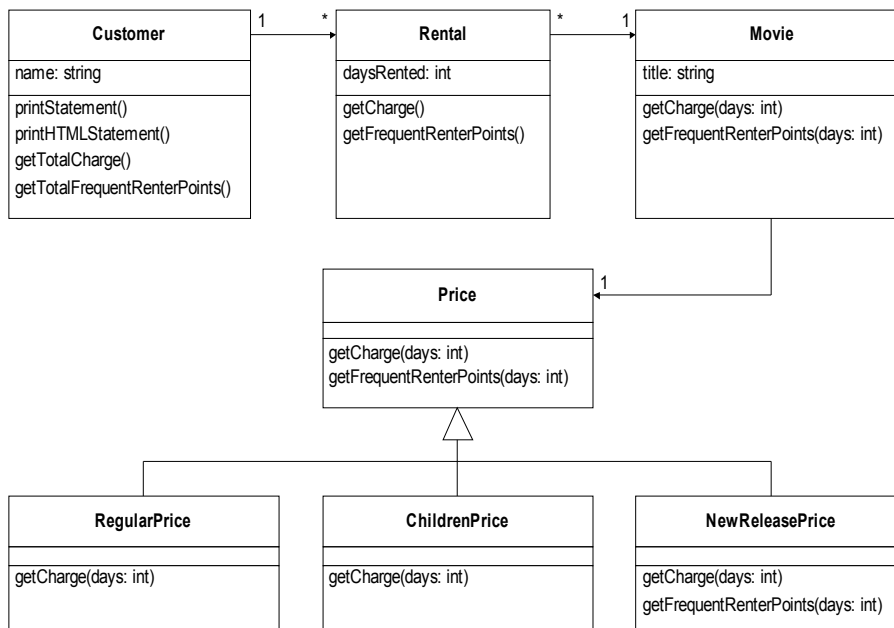 Customer
name: string
printStatement()
printHTMLStatement()
getTotalCharge()
getTotalFrequentRenterPoints()
1
*
Rental
daysRented: int
getCharge()
getFrequentRenterPoints()
*
1
Movie
title: string
getCharge(days: int)
getFrequentRenterPoints(days: int)
1
Price
getCharge(days: int)
getFrequentRenterPoints(days: int)
RegularPrice
getCharge(days: int)
ChildrenPrice
getCharge(days: int)
NewReleasePrice
getCharge(days: int)
getFrequentRenterPoints(days: int)